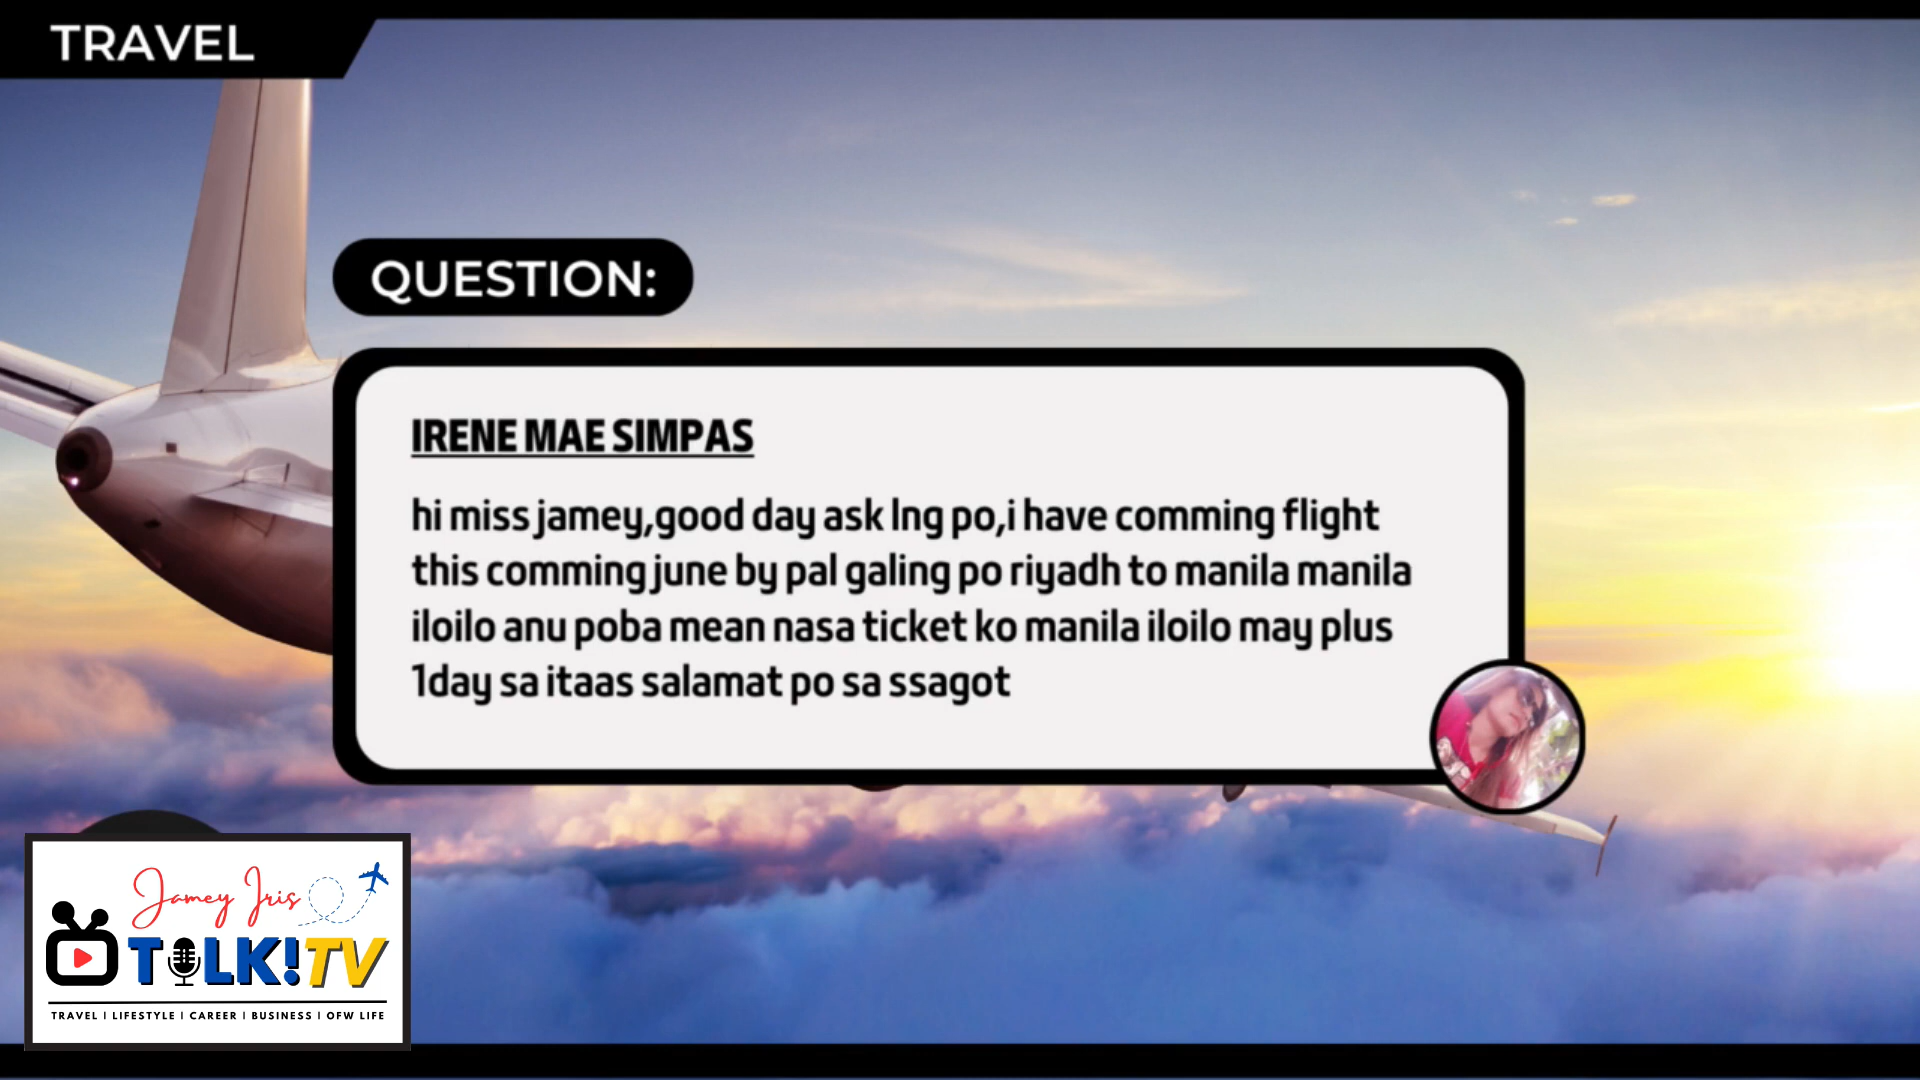 TRAVEL
QUESTION:
IRENE MAE SIMPAS
hi miss jamey,good day ask lng po,i have comming flight
this comming june by pal galing po riyadh to manila manila
iloilo anu poba mean nasa ticket ko manila iloilo may plus
1day sa itaas salamat po sa ssagot
Jamey Iris
TALK!TV
TRAVEL | LIFESTYLE | CAREER | BUSINESS | OFW LIFE